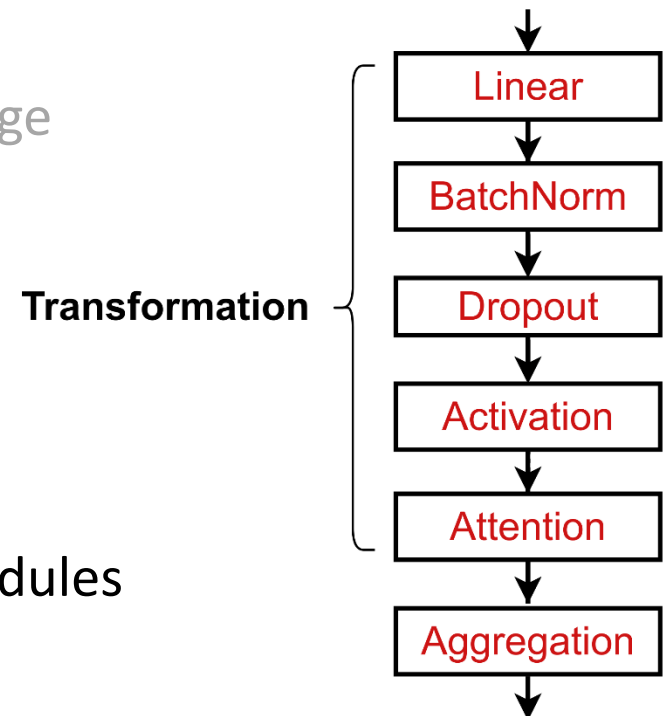 ge
Transformation
dules
Linear
BatchNorm
Dropout
Activation
Attention
Aggregation